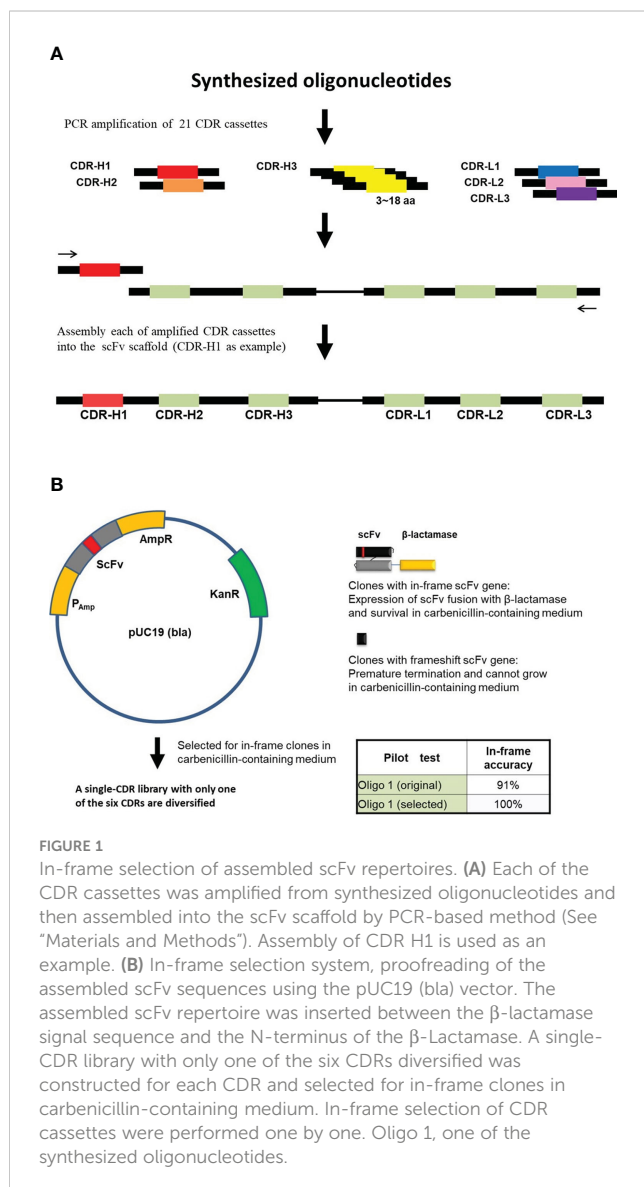 A
Synthesized oligonucleotides
PCR amplification of 21 CDR cassettes
CDR-H1
CDR-H2
CDR-H3
3~18 aa
CDR-L1
CDR-L2
CDR-L3
Assembly each of amplified CDR cassettes
into the scFv scaffold (CDR-H1 as example)
CDR-H1
CDR-H2
CDR-H3
CDR-L1
CDR-L2
CDR-L3
B
AmpR
ScFv
PAmp
KanR
pUC19 (bla)
scFv
β-lactamase
Clones with in-frame scFv gene:
Expression of scFv fusion with β-lactamase
and survival in carbenicillin-containing medium
Clones with frameshift scFv gene:
Premature termination and cannot grow
in carbenicillin-containing medium
Selected for in-frame clones in
carbenicillin-containing medium
A single-CDR library with only one
of the six CDRs are diversified
Pilot test
In-frame
accuracy
Oligo 1 (original)
91%
Oligo 1 (selected)
100%
FIGURE 1
In-frame selection of assembled scFv repertoires. (A) Each of the
CDR cassettes was amplified from synthesized oligonucleotides and
then assembled into the scFv scaffold by PCR-based method (See
“Materials and Methods”). Assembly of CDR H1 is used as an
example. (B) In-frame selection system, proofreading of the
assembled scFv sequences using the pUC19 (bla) vector. The
assembled scFv repertoire was inserted between the β-lactamase
signal sequence and the N-terminus of the β-Lactamase. A single-
CDR library with only one of the six CDRs diversified was
constructed for each CDR and selected for in-frame clones in
carbenicillin-containing medium. In-frame selection of CDR
cassettes were performed one by one. Oligo 1, one of the
synthesized oligonucleotides.